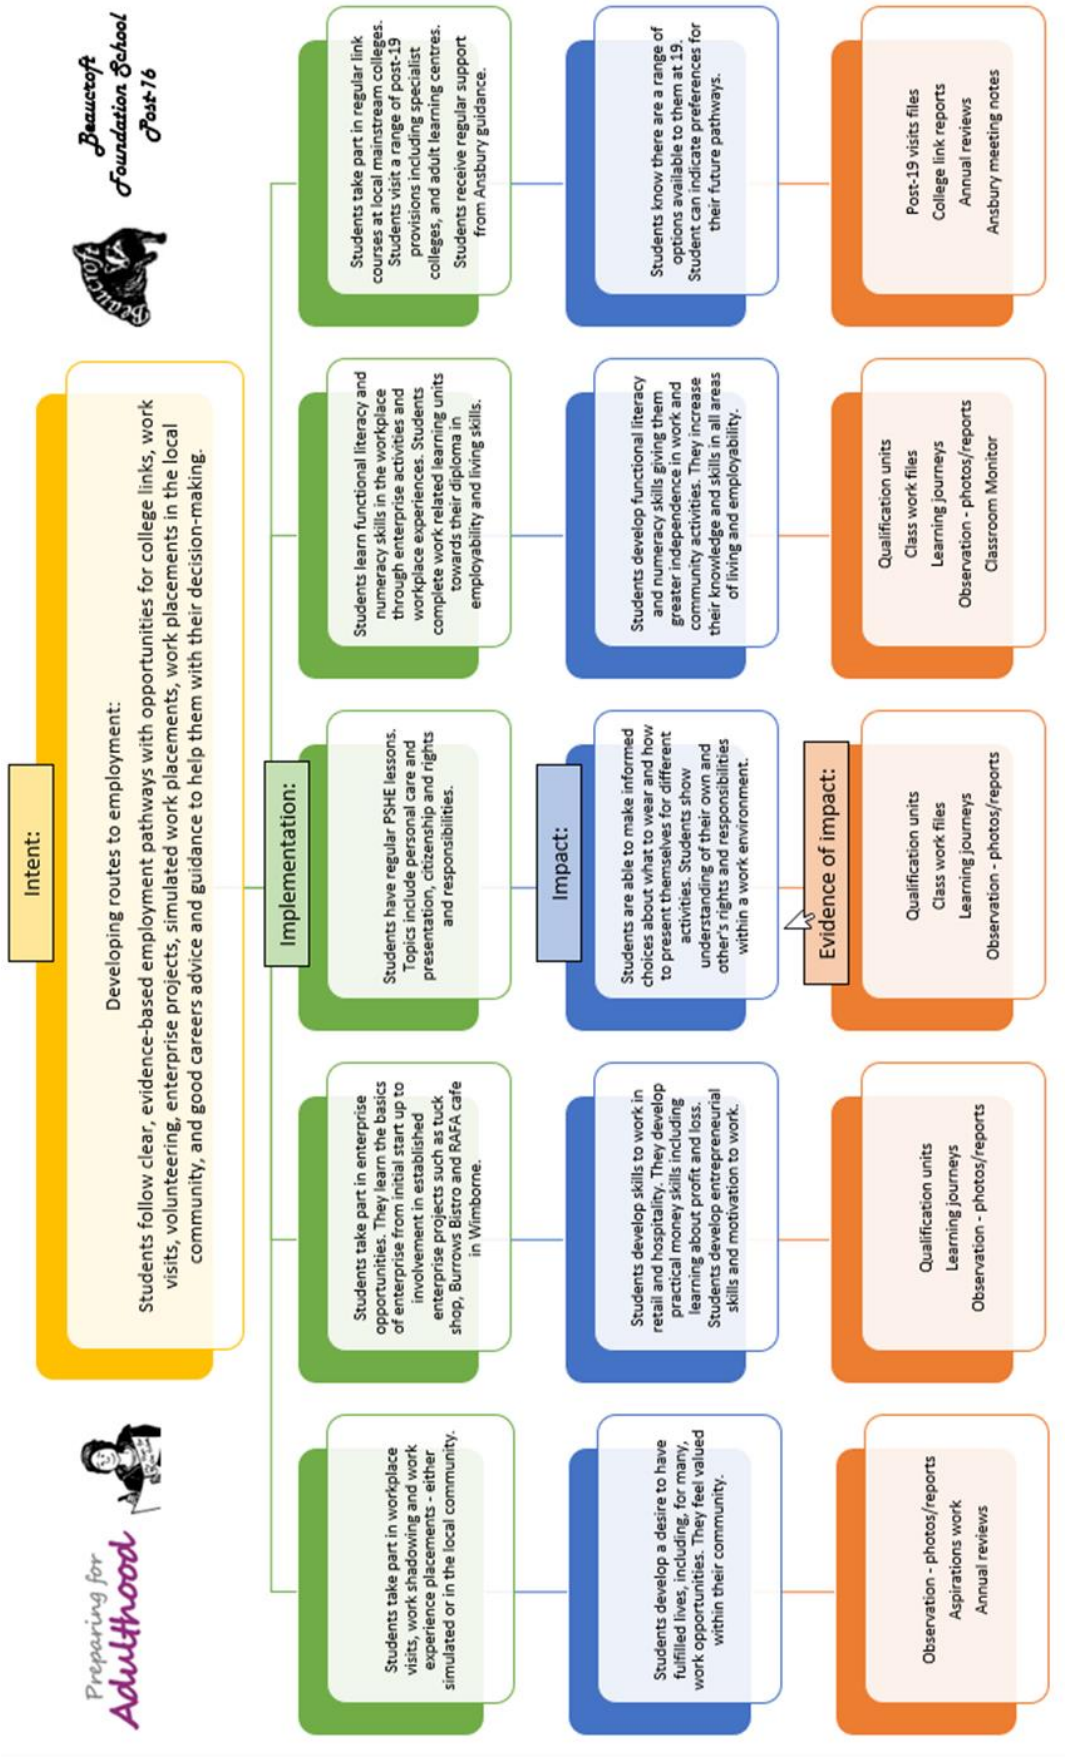 Preparing for
Adulthood
Intent:
Developing routes to employment:
Students follow clear, evidence-based employment pathways with opportunities for college links, work
visits, volunteering, enterprise projects, simulated work placements, work placements in the local
community, and good careers advice and guidance to help them with their decision-making.
Beaucroft
Beaucroft
Foundation School
Post-16
Implementation:
Students take part in workplace
visits, work shadowing and work
experience placements - either
simulated or in the local community.
Students take part in enterprise
opportunities. They learn the basics
of enterprise from initial start up to
involvement in established
enterprise projects such as tuck
shop, Burrows Bistro and RAFA cafe
in Wimborne.
Students have regular PSHE lessons.
Topics include personal care and
presentation, citizenship and rights
and responsibilities.
Students learn functional literacy and
numeracy skills in the workplace
through enterprise activities and
workplace experiences. Students
complete work related learning units
towards their diploma in
employability and living skills.
Students take part in regular link
courses at local mainstream colleges.
Students visit a range of post-19
provisions including specialist
colleges, and adult learning centres.
Students receive regular support
from Ansbury guidance.
Impact:
Students develop a desire to have
fulfilled lives, including, for many,
work opportunities. They feel valued
within their community.
Students develop skills to work in
retail and hospitality. They develop
practical money skills including
learning about profit and loss.
Students develop entrepreneurial
skills and motivation to work.
Students are able to make informed
choices about what to wear and how
to present themselves for different
activities. Students show
understanding of their own and
other's rights and responsibilities
within a work environment.
Students develop functional literacy
and numeracy skills giving them
greater independence in work and
community activities. They increase
their knowledge and skills in all areas
of living and employability.
Students know there are a range of
options available to them at 19.
Student can indicate preferences for
their future pathways.
Evidence of impact:
Observation - photos/reports
Aspirations work
Annual reviews
Qualification units
Learning journeys
Observation - photos/reports
Qualification units
Class work files
Learning journeys
Observation - photos/reports
Qualification units
Class work files
Learning journeys
Observation - photos/reports
Classroom Monitor
Post-19 visits files
College link reports
Annual reviews
Ansbury meeting notes